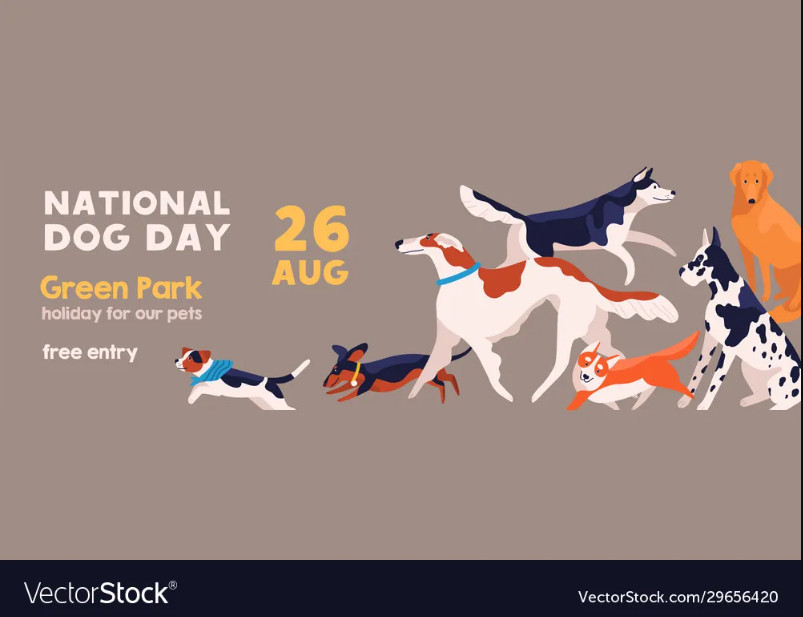 NATIONAL
DOG DAY
26
AUG
Green Park
holiday for our pets
free entry
VectorStock®
VectorStock.com/29656420